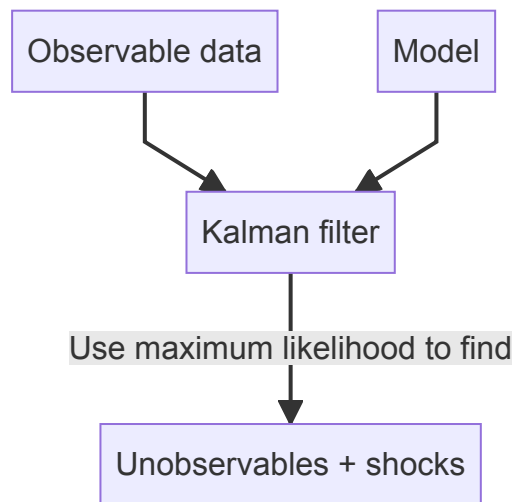 Observable data
Model
Kalman filter
Use maximum likelihood to find
Unobservables + shocks